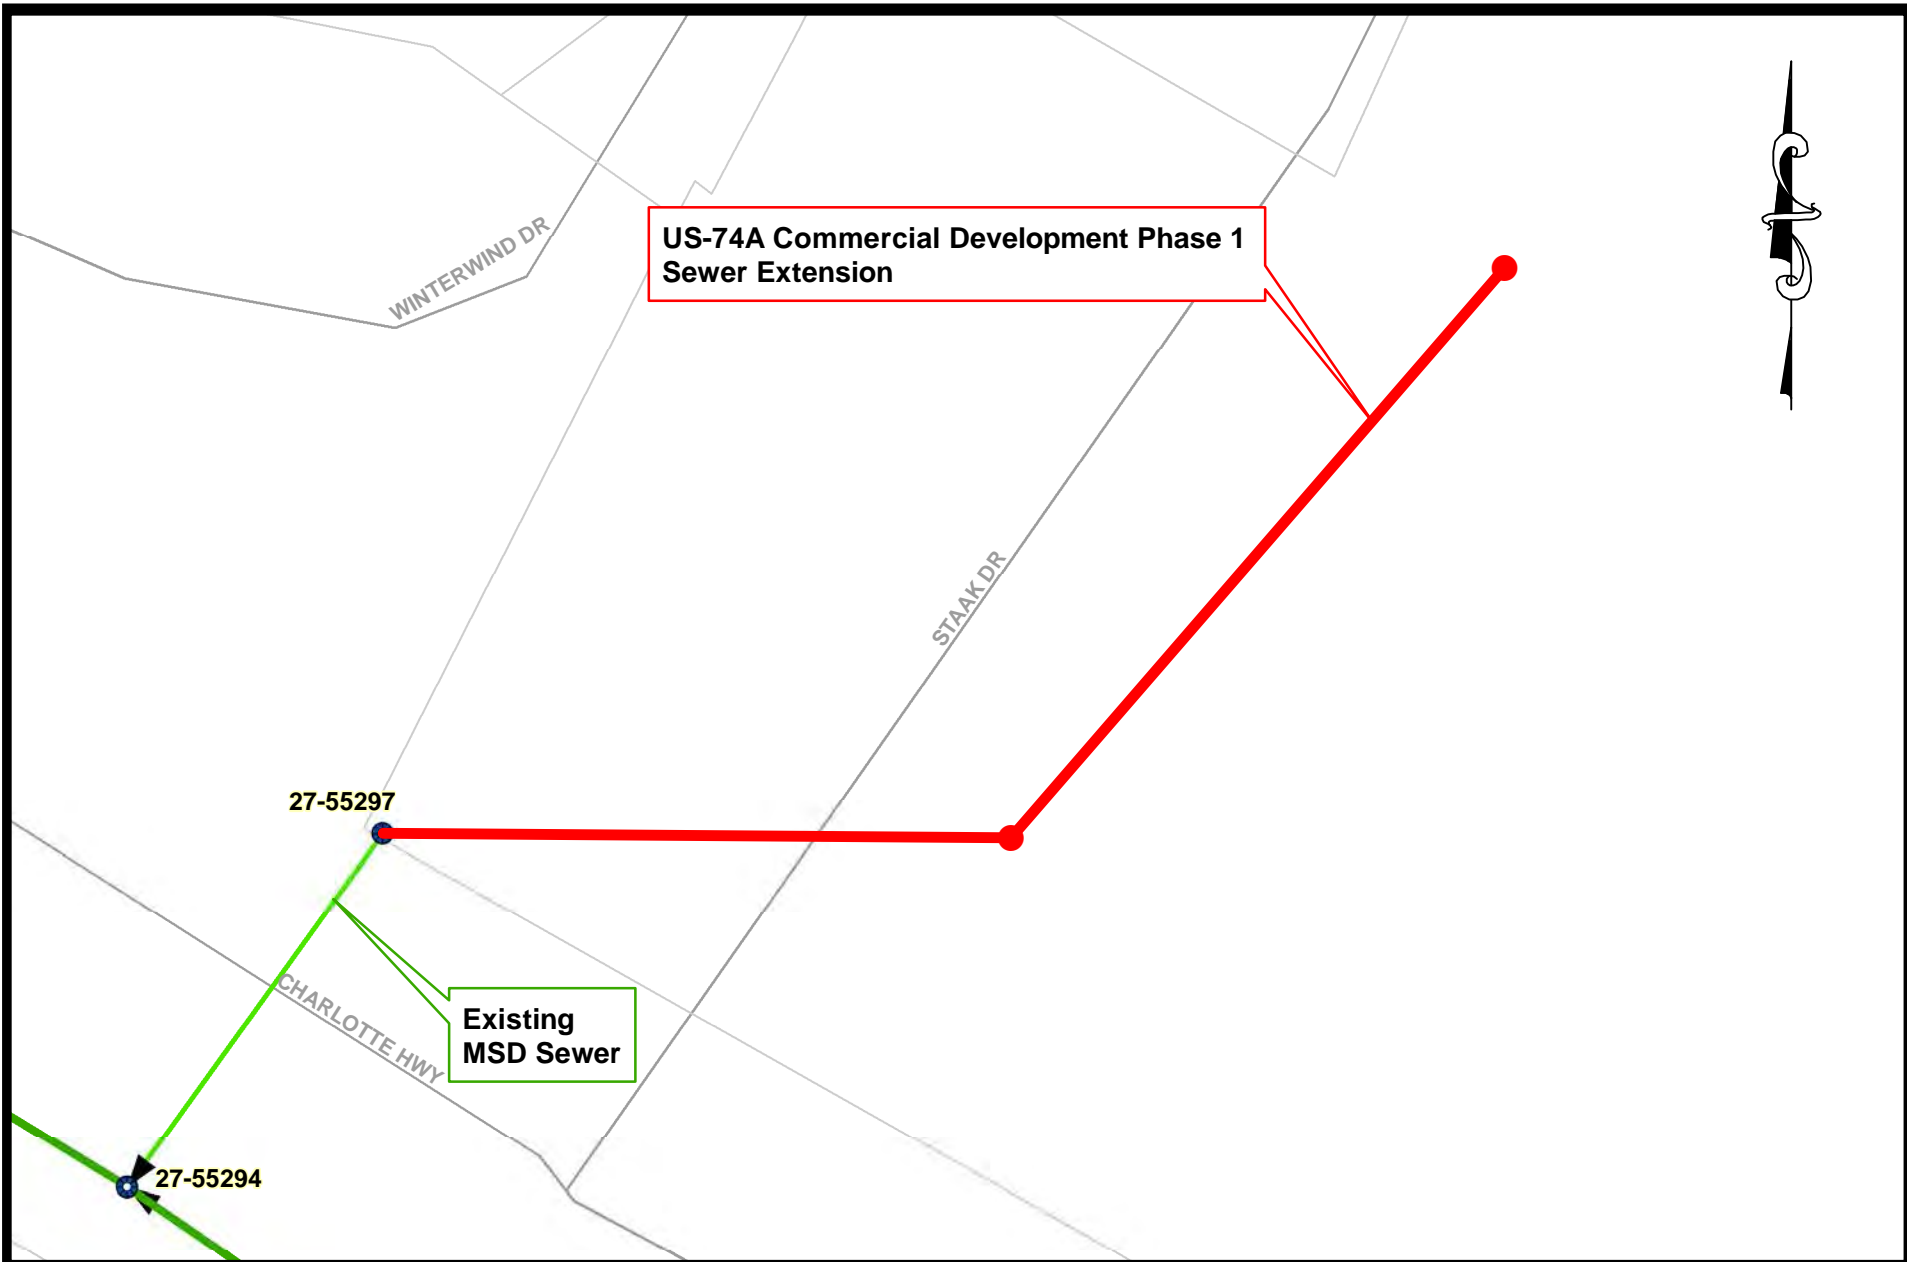 WINTERWIND DR
US-74A Commercial Development Phase 1
Sewer Extension
STAAK DR
27-55297
CHARLOTTE HWY
Existing
MSD Sewer
27-55294